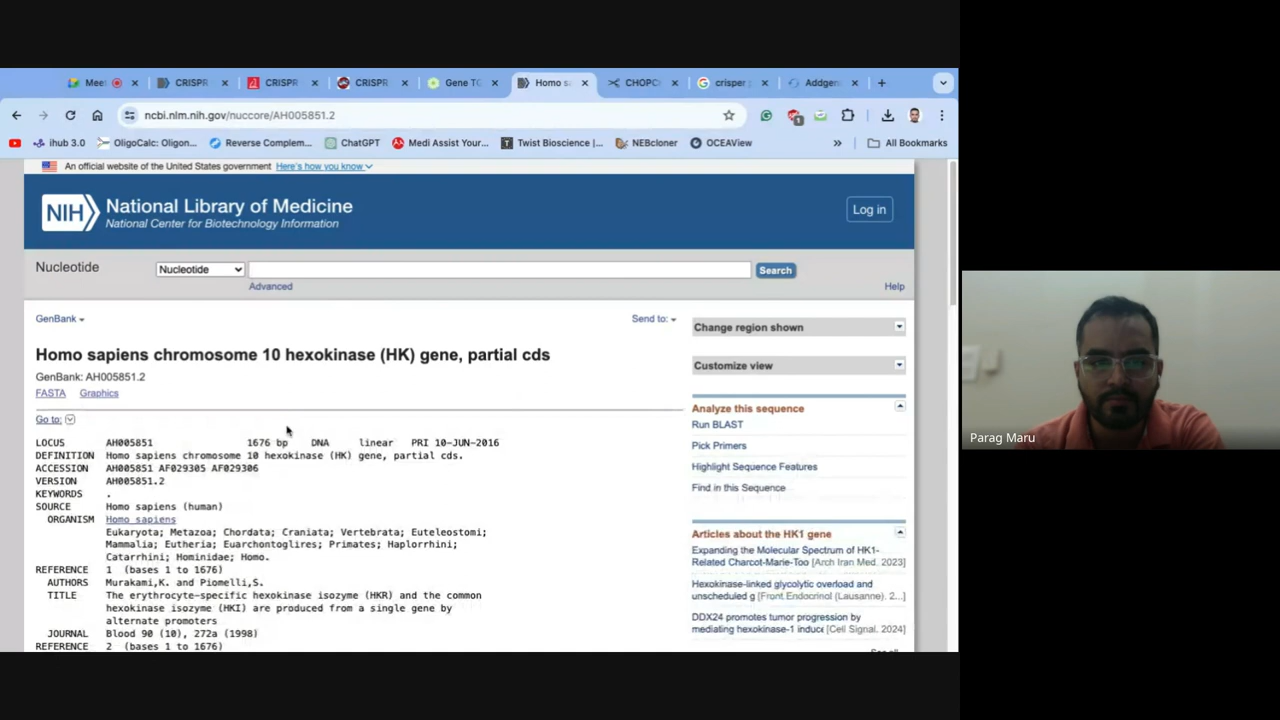 Meet
CRISPR
CRISPR
CRISPR
Gene TC
Homo s
CHOPC
crisper
Addgen
ncbi.nlm.nih.gov/nuccore/AH005851.2
ihub 3.0
OligoCalc: Oligon...
Reverse Complem...
ChatGPT
Medi Assist Your...
Twist Bioscience |...
NEBcloner
OCEAView
»
All Bookmarks
An official website of the United States government Here's how you know
NIH
National Library of Medicine
National Center for Biotechnology Information
Log in
Nucleotide
Nucleotide
Search
Advanced
Help
GenBank
Send to:
Change region shown
Homo sapiens chromosome 10 hexokinase (HK) gene, partial cds
Customize view
GenBank: AH005851.2
FASTA Graphics
Go to:
LOCUS AH005851 1676 bp DNA linear PRI 10-JUN-2016
DEFINITION Homo sapiens chromosome 10 hexokinase (HK) gene, partial cds.
ACCESSION AH005851 AF029305 AF029306
VERSION AH005851.2
KEYWORDS .
SOURCE Homo sapiens (human)
ORGANISM Homo sapiens
Eukaryota; Metazoa; Chordata; Craniata; Vertebrata; Euteleostomi;
Mammalia; Eutheria; Euarchontoglires; Primates; Haplorrhini;
Catarrhini; Hominidae; Homo.
REFERENCE 1 (bases 1 to 1676)
AUTHORS Murakami,K. and Piomelli,S.
TITLE The erythrocyte-specific hexokinase isozyme (HKR) and the common
hexokinase isozyme (HKI) are produced from a single gene by
alternate promoters
JOURNAL Blood 90 (10), 272a (1998)
REFERENCE 2 (bases 1 to 1676)
Analyze this sequence
Run BLAST
Pick Primers
Highlight Sequence Features
Find in this Sequence
Articles about the HK1 gene
Expanding the Molecular Spectrum of HK1-
Related Charcot-Marie-Too [Arch Iran Med. 2023]
Hexokinase-linked glycolytic overload and
unscheduled g [Front Endocrinol (Lausanne). 2...]
DDX24 promotes tumor progression by
mediating hexokinase-1 induce [Cell Signal. 2024]
See all
Parag Maru